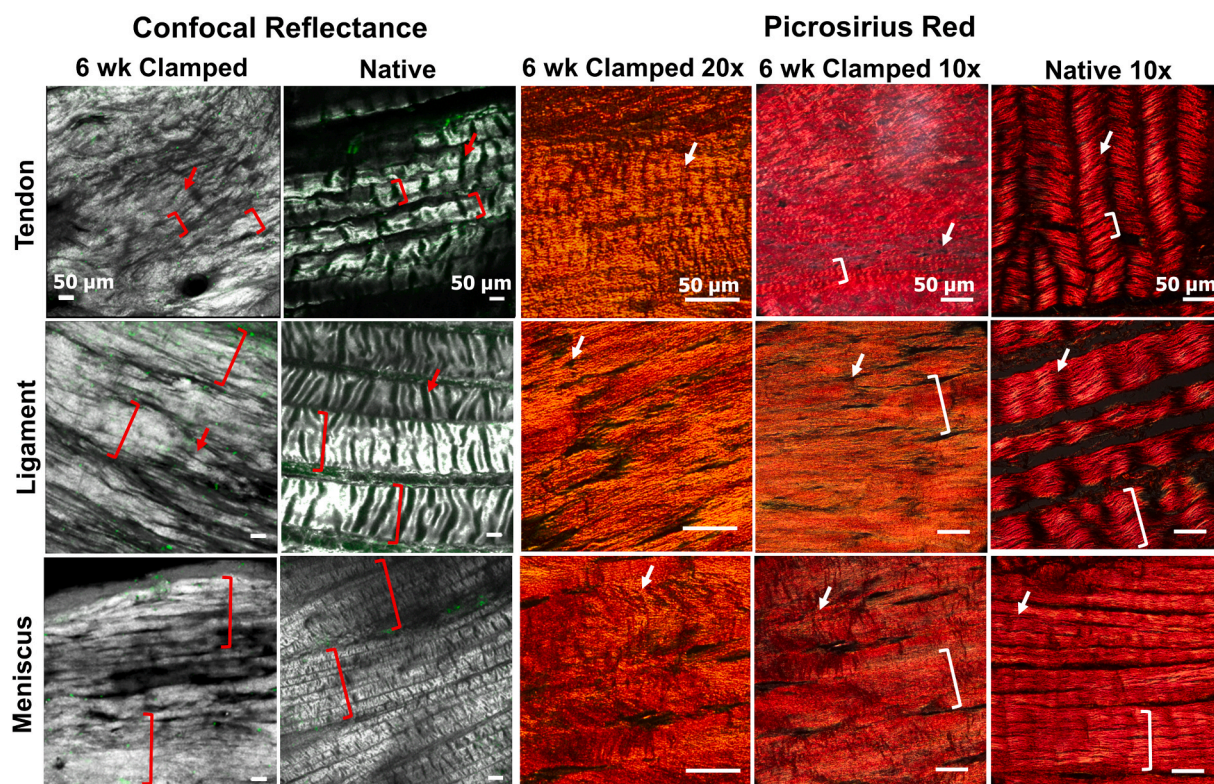 Confocal Reflectance
Picrosirius Red
6 wk Clamped
Native
6 wk Clamped 20x
6 wk Clamped 10x
Native 10x
Tendon
50 µm
50 µm
50 µm
50 µm
50 µm
Ligament
Meniscus